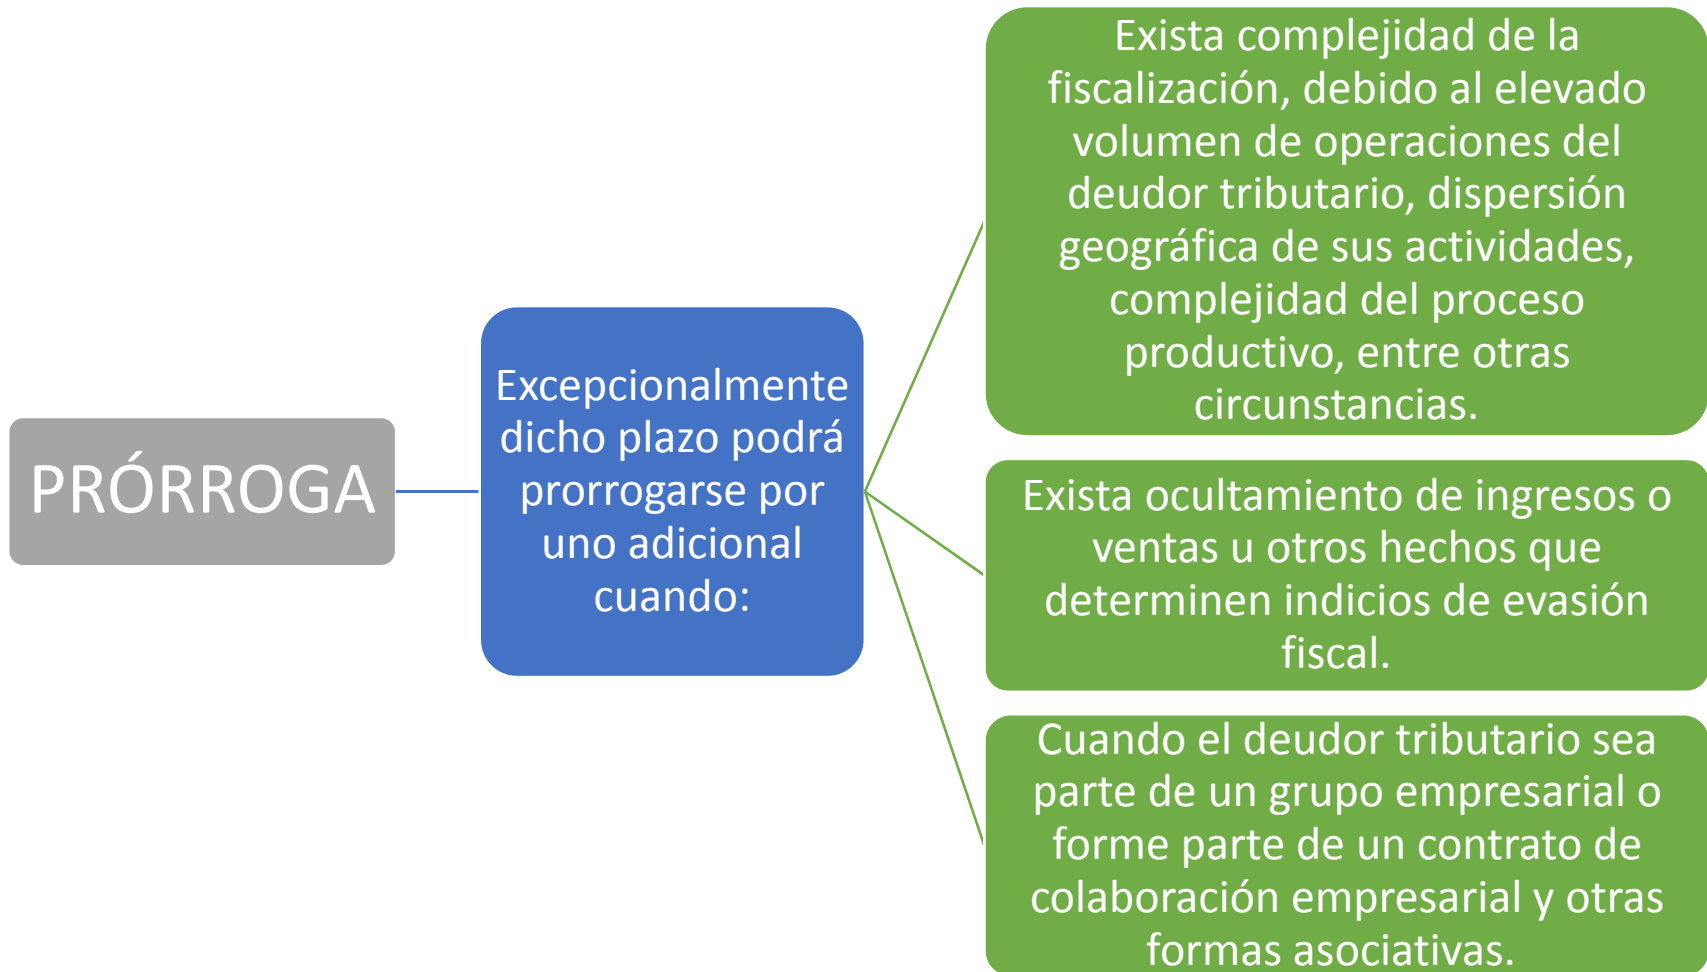 PRÓRROGA
Excepcionalmente
dicho plazo podrá
prorrogarse por
uno adicional
cuando:
Exista complejidad de la
fiscalización, debido al elevado
volumen de operaciones del
deudor tributario, dispersión
geográfica de sus actividades,
complejidad del proceso
productivo, entre otras
circunstancias.
Exista ocultamiento de ingresos o
ventas u otros hechos que
determinen indicios de evasión
fiscal.
Cuando el deudor tributario sea
parte de un grupo empresarial o
forme parte de un contrato de
colaboración empresarial y otras
formas asociativas.